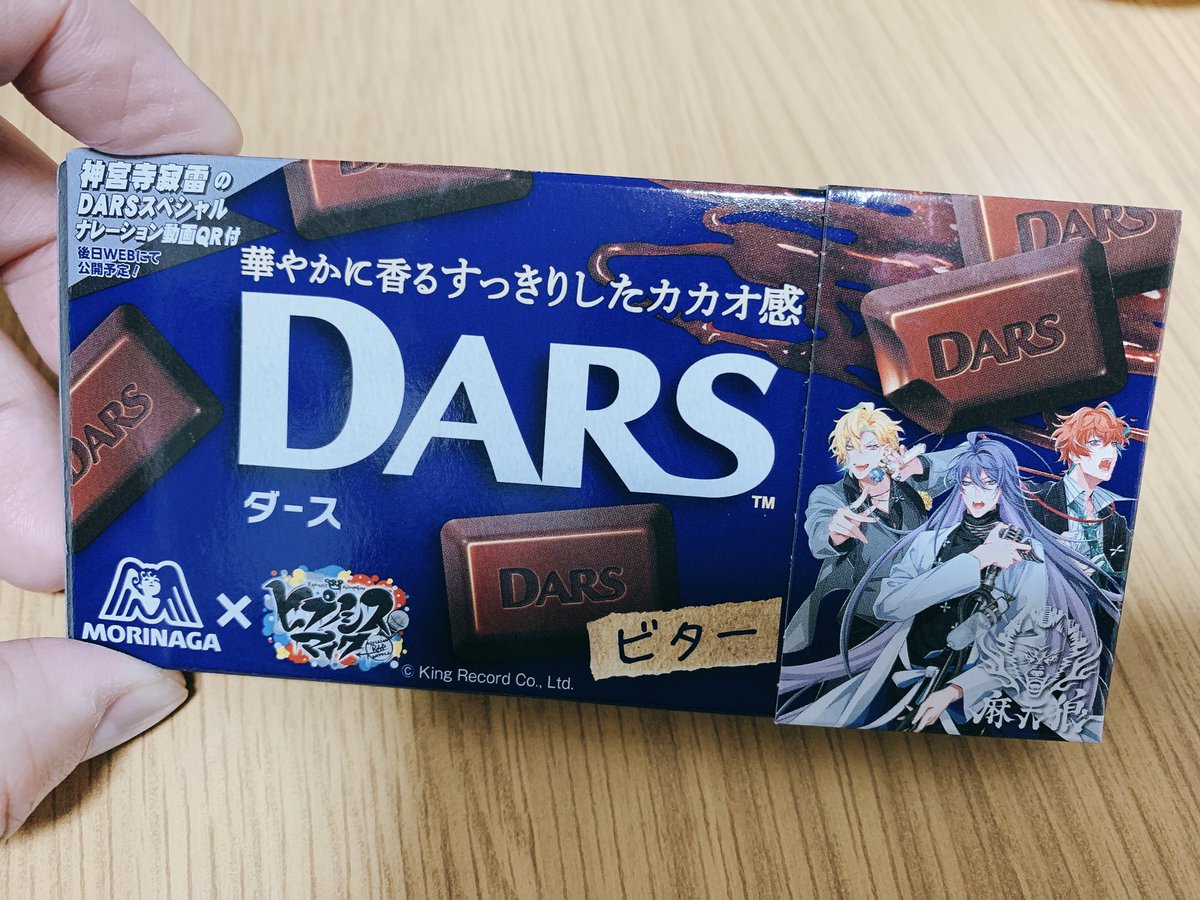 神宮寺寂雷の
DARSスペシャル
ナレーション動画QR付
後日WEBにて
公開予定!
華やかに香るすっきりしたカカオ感
DARS
TM
ダース
DARS
DARS
DARS
DARS
MORINAGA
×
ヒプノシス
マイク
© King Record Co., Ltd.
ビター
麻天狼